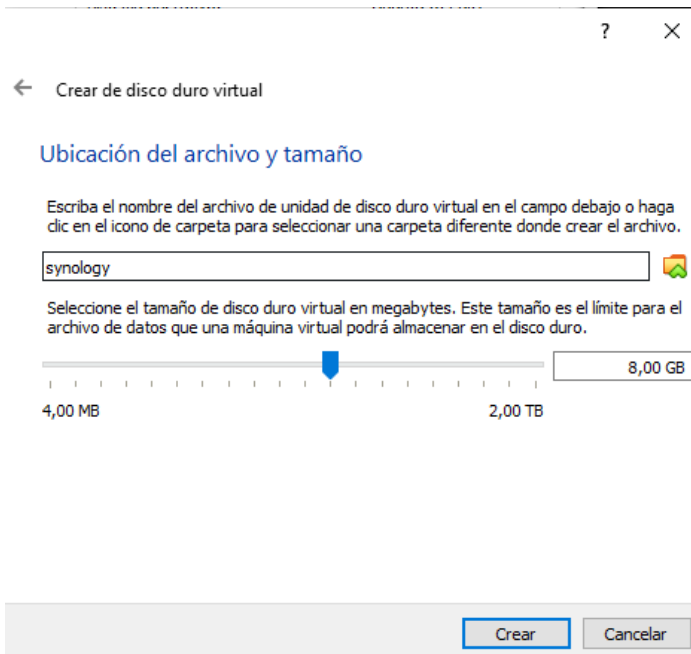 ?
Crear de disco duro virtual
Ubicación del archivo y tamaño
Escriba el nombre del archivo de unidad de disco duro virtual en el campo debajo o haga
clic en el icono de carpeta para seleccionar una carpeta diferente donde crear el archivo.
synology
Seleccione el tamaño de disco duro virtual en megabytes. Este tamaño es el límite para el
archivo de datos que una máquina virtual podrá almacenar en el disco duro.
8,00 GB
4,00 MB 2,00 TB
Crear Cancelar